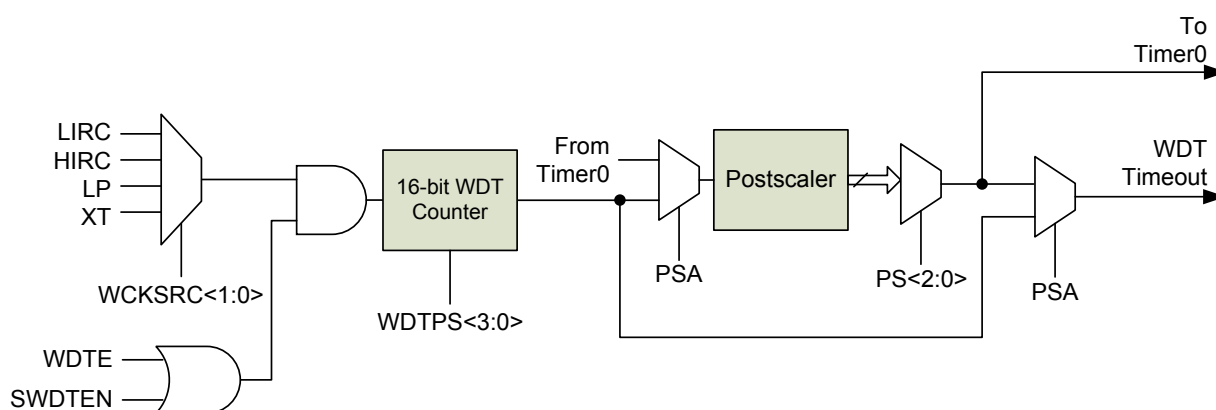 To
Timer0
LIRC
HIRC
LP
XT
WCKSRC<1:0>
WDTE
SWDTEN
16-bit WDT
Counter
WDTPS<3:0>
From
Timer0
PSA
Postscaler
PS<2:0>
WDT
Timeout
PSA